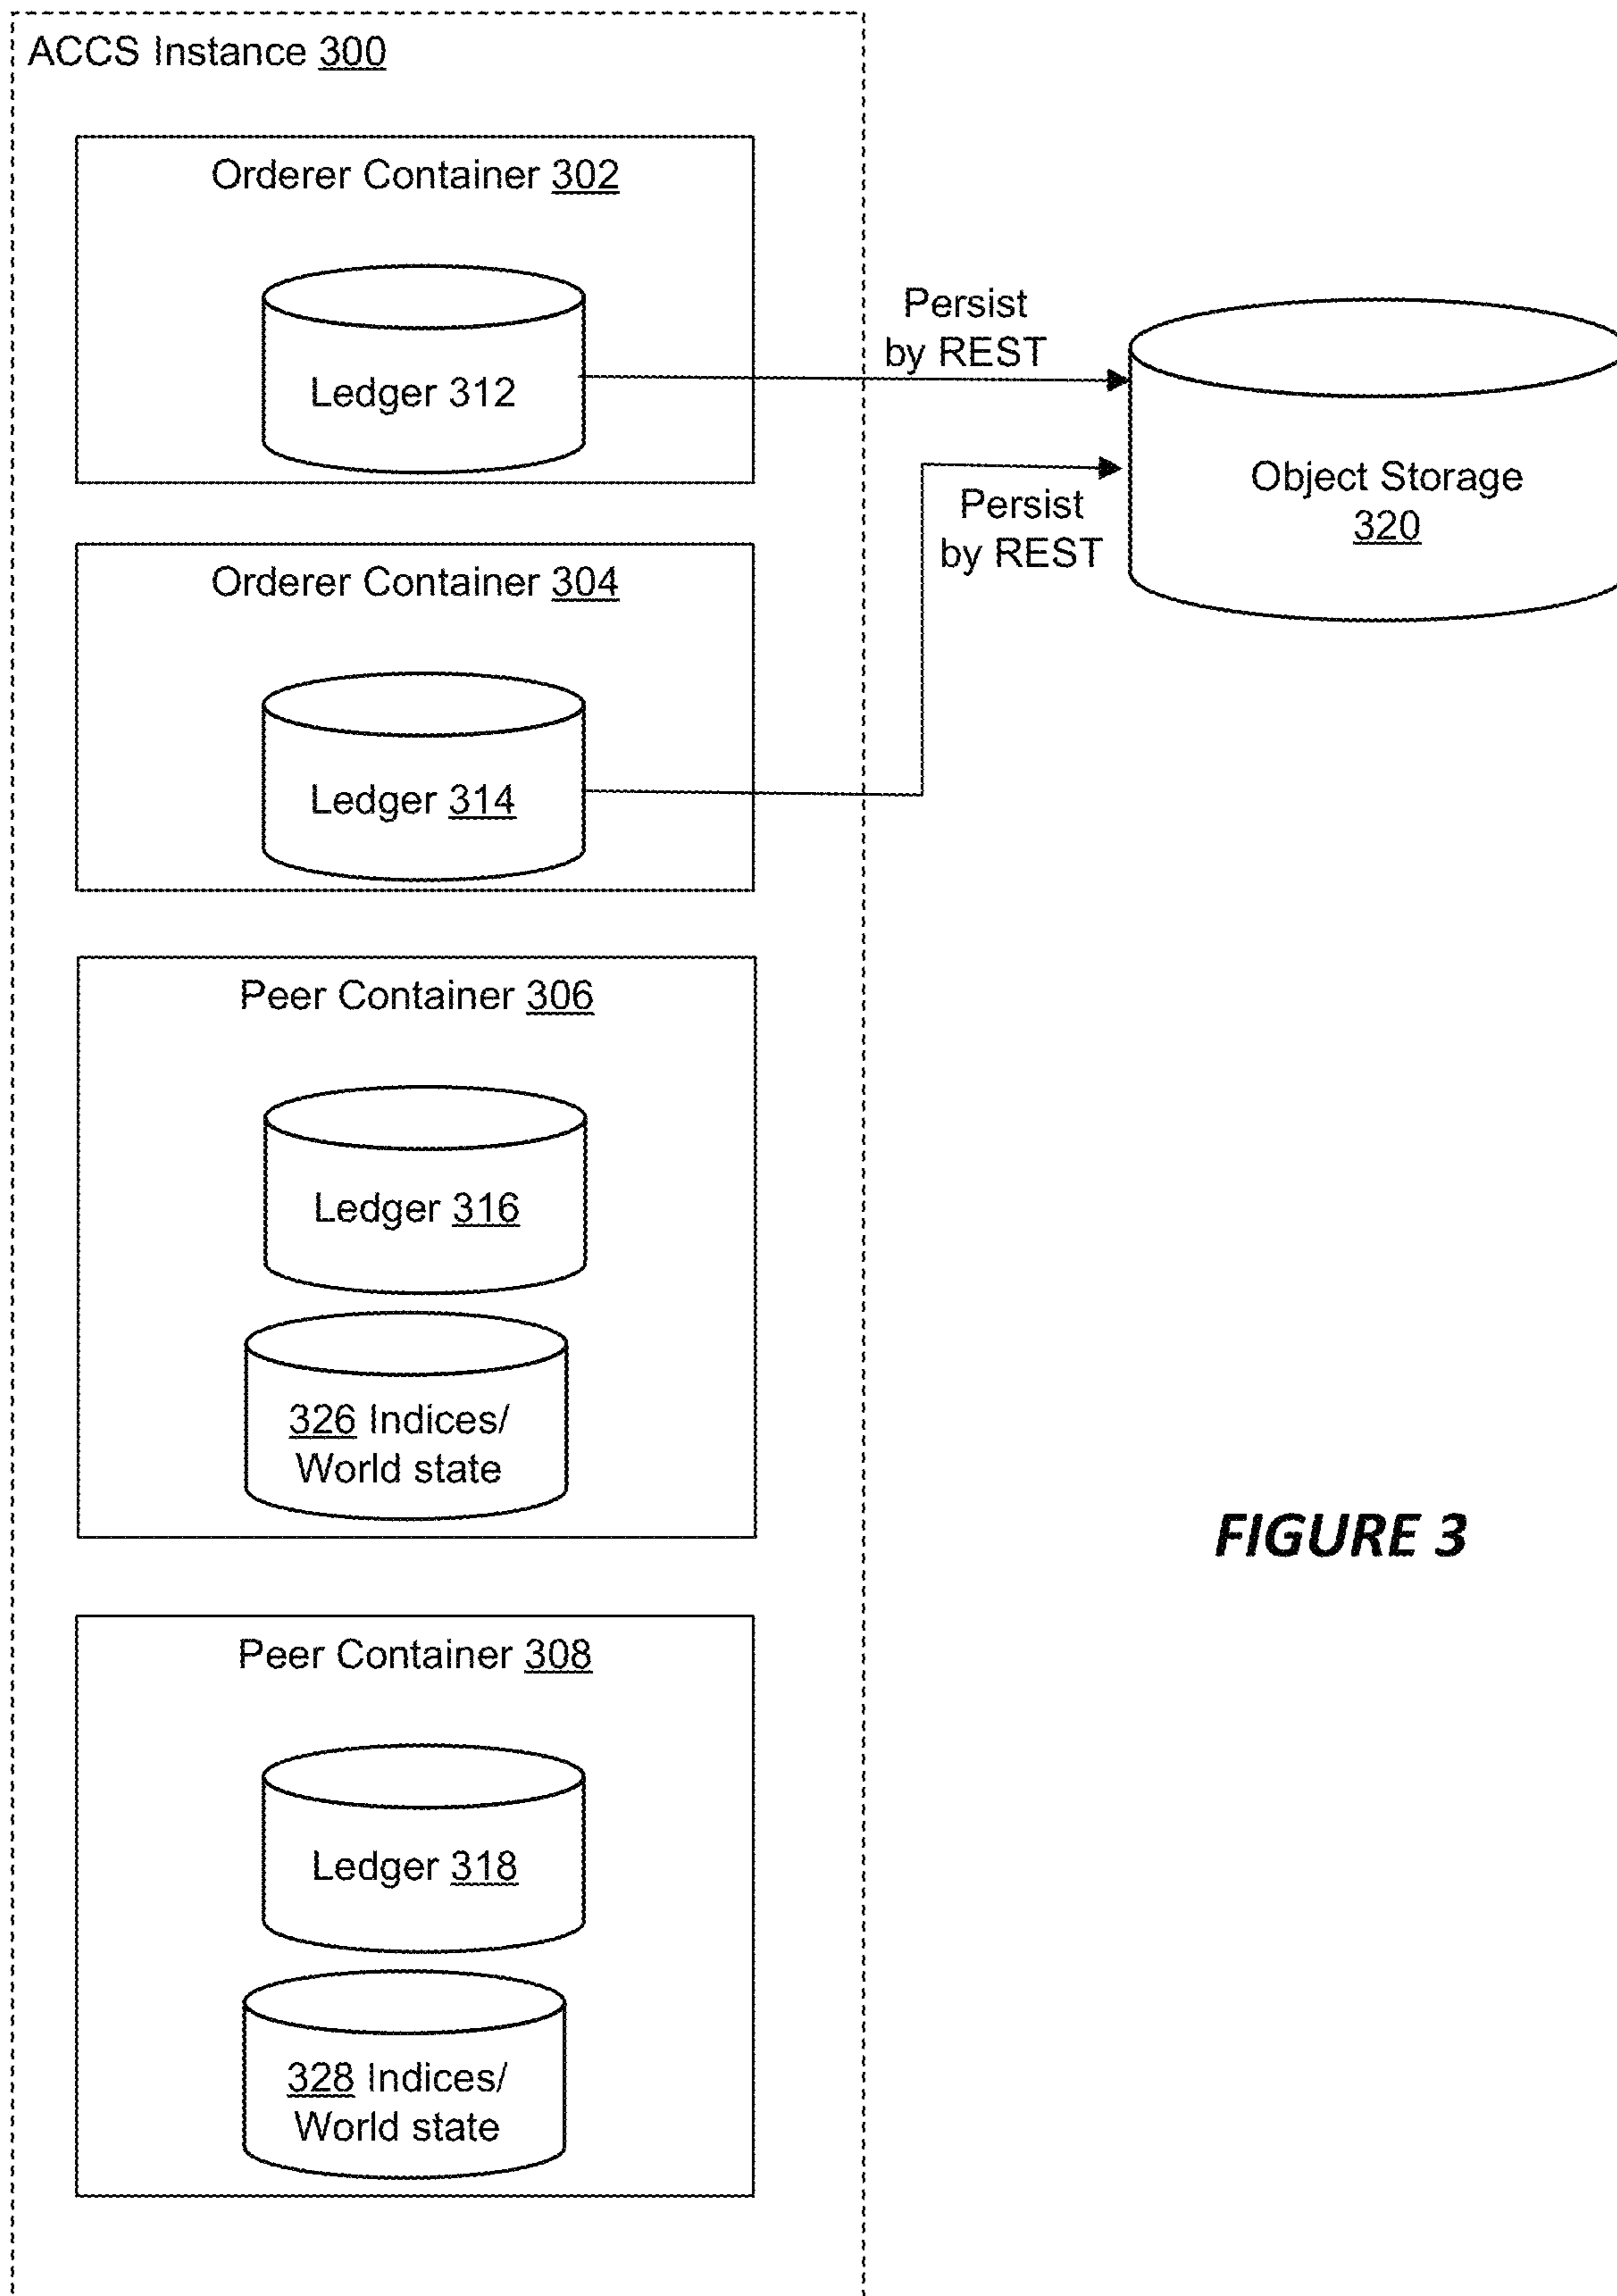 ACCS Instance 300
Orderer Container 302
Ledger 312
Persist
by REST
Object Storage
320
Persist
by REST
Orderer Container 304
Ledger 314
Peer Container 306
Ledger 316
326 Indices/
World state
FIGURE 3
Peer Container 308
Ledger 318
328 Indices/
World state